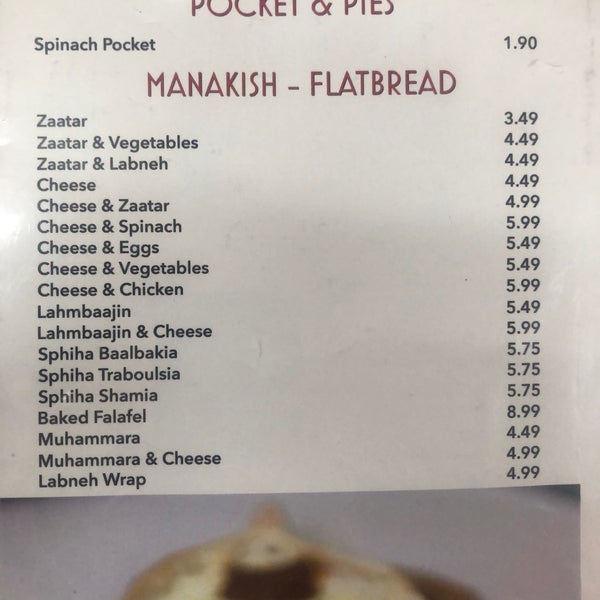 POCKET & PIES
Spinach Pocket 1.90
MANAKISH - FLATBREAD
Zaatar 3.49
Zaatar & Vegetables 4.49
Zaatar & Labneh 4.49
Cheese 4.49
Cheese & Zaatar 4.99
Cheese & Spinach 5.99
Cheese & Eggs 5.49
Cheese & Vegetables 5.49
Cheese & Chicken 5.99
Lahmbaajin 5.49
Lahmbaajin & Cheese 5.99
Sphiha Baalbakia 5.75
Sphiha Traboulsia 5.75
Sphiha Shamia 5.75
Baked Falafel 8.99
Muhammara 4.49
Muhammara & Cheese 4.99
Labneh Wrap 4.99